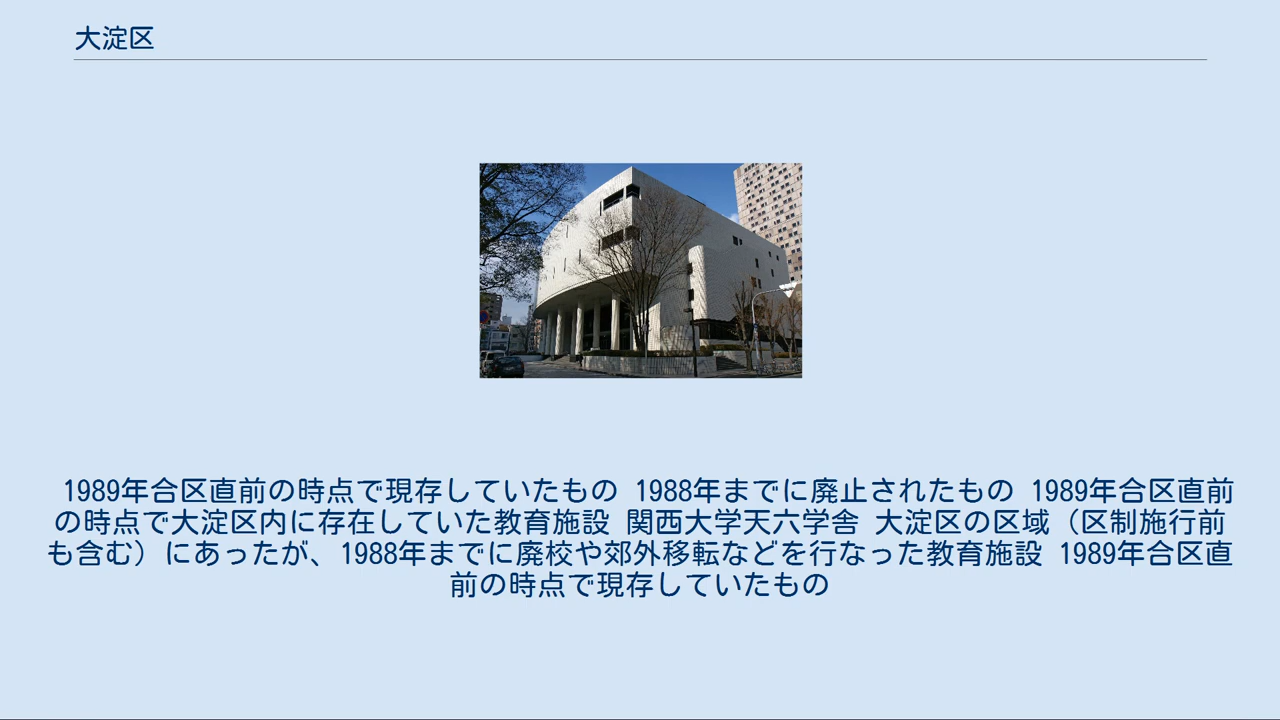 大淀区
1989年合区直前の時点で現存していたもの 1988年までに廃止されたもの 1989年合区直前
の時点で大淀区内に存在していた教育施設 関西大学天六学舎 大淀区の区域（区制施行前
も含む）にあったが、1988年までに廃校や郊外移転などを行なった教育施設 1989年合区直
前の時点で現存していたもの